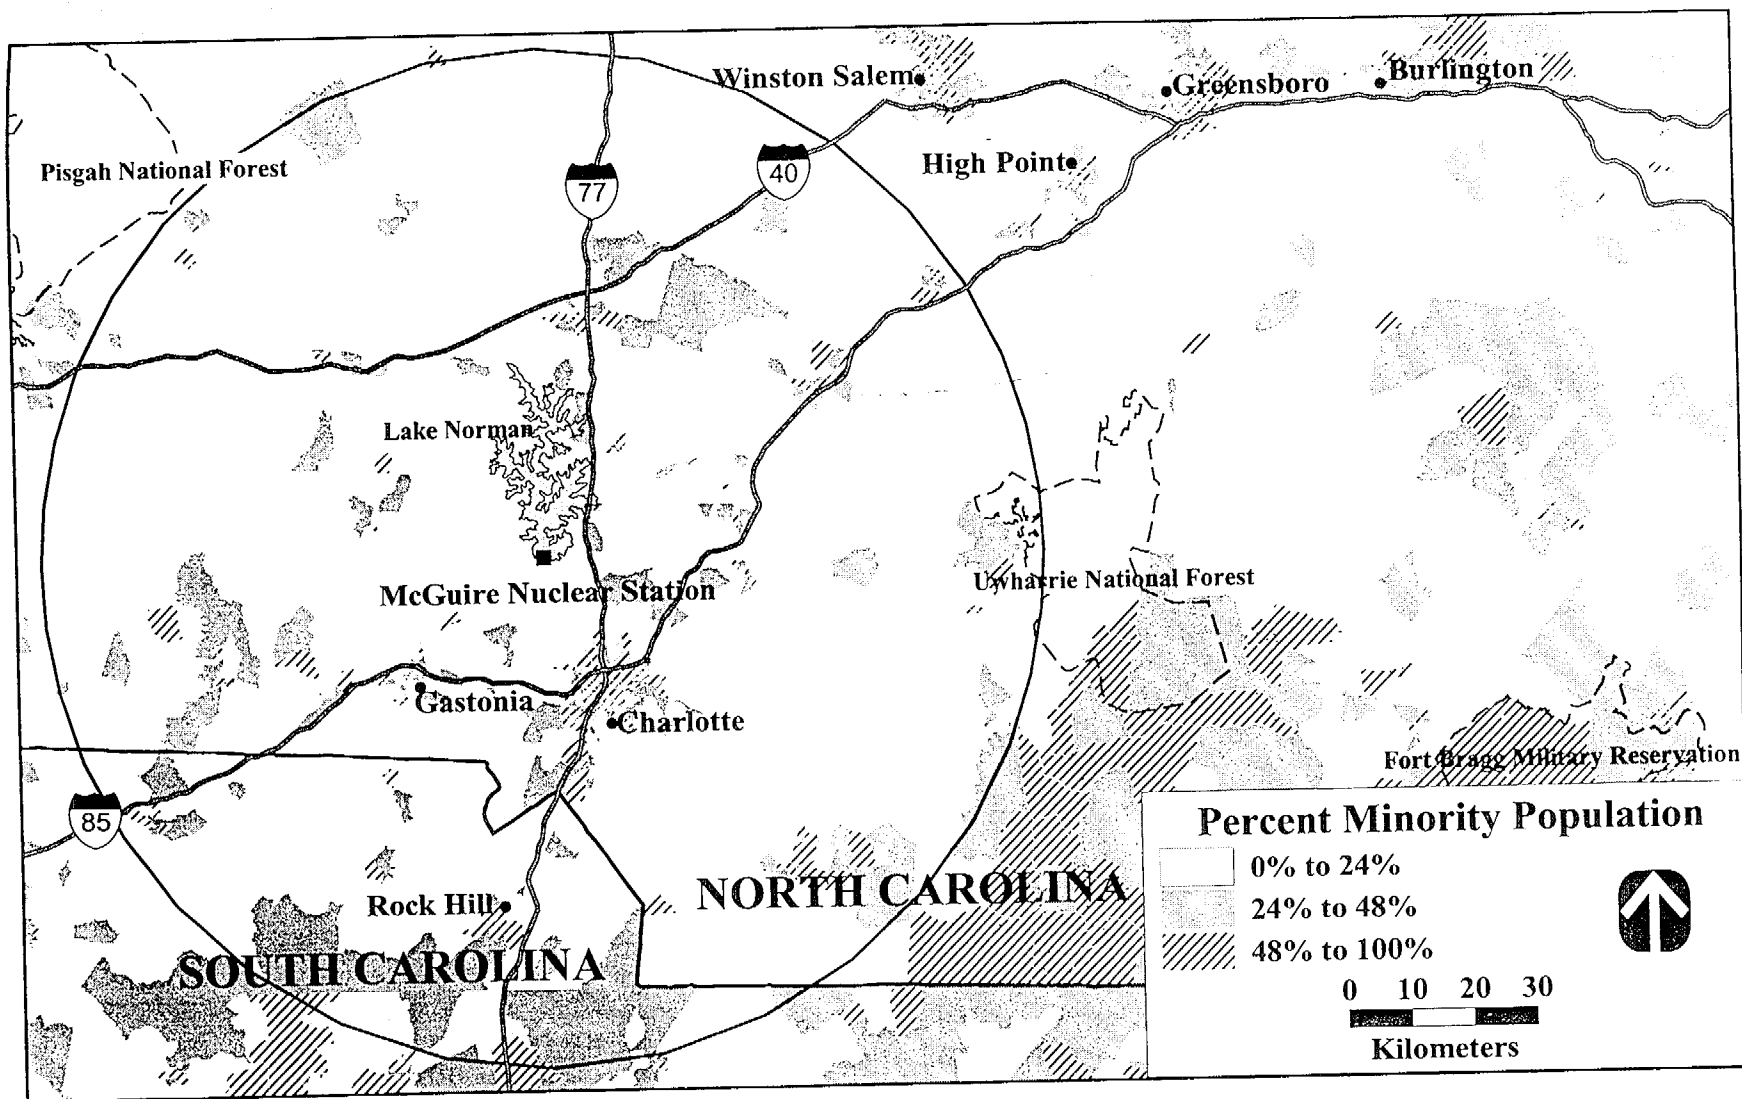 Winston Salem
Greensboro
Burlington
High Point
Pisgah National Forest
77
40
Lake Norman
McGuire Nuclear Station
Uwharrie National Forest
Gastonia
Charlotte
Fort Bragg Military Reservation
85
Rock Hill
NORTH CAROLINA
SOUTH CAROLINA
Percent Minority Population
0% to 24%
24% to 48%
48% to 100%
0 10 20 30
Kilometers